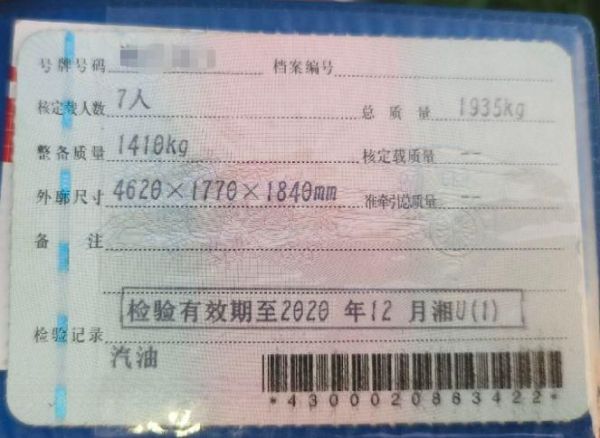 号牌号码 档案编号
核定载人数 7人 总质量 1935kg
整备质量 1410kg 核定载质量 --
外廓尺寸 4620×1770×1840mm 准牵引总质量 --
备注
检验有效期至2020 年12 月湘U(1)
检验记录
汽油
*4300020883422*